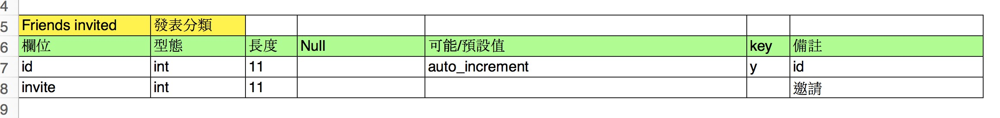 4
5 Friends invited 發表分類
6 欄位 型態 長度 Null 可能/預設值 key 備註
7 id int 11 auto_increment y id
8 invite int 11 邀請
9